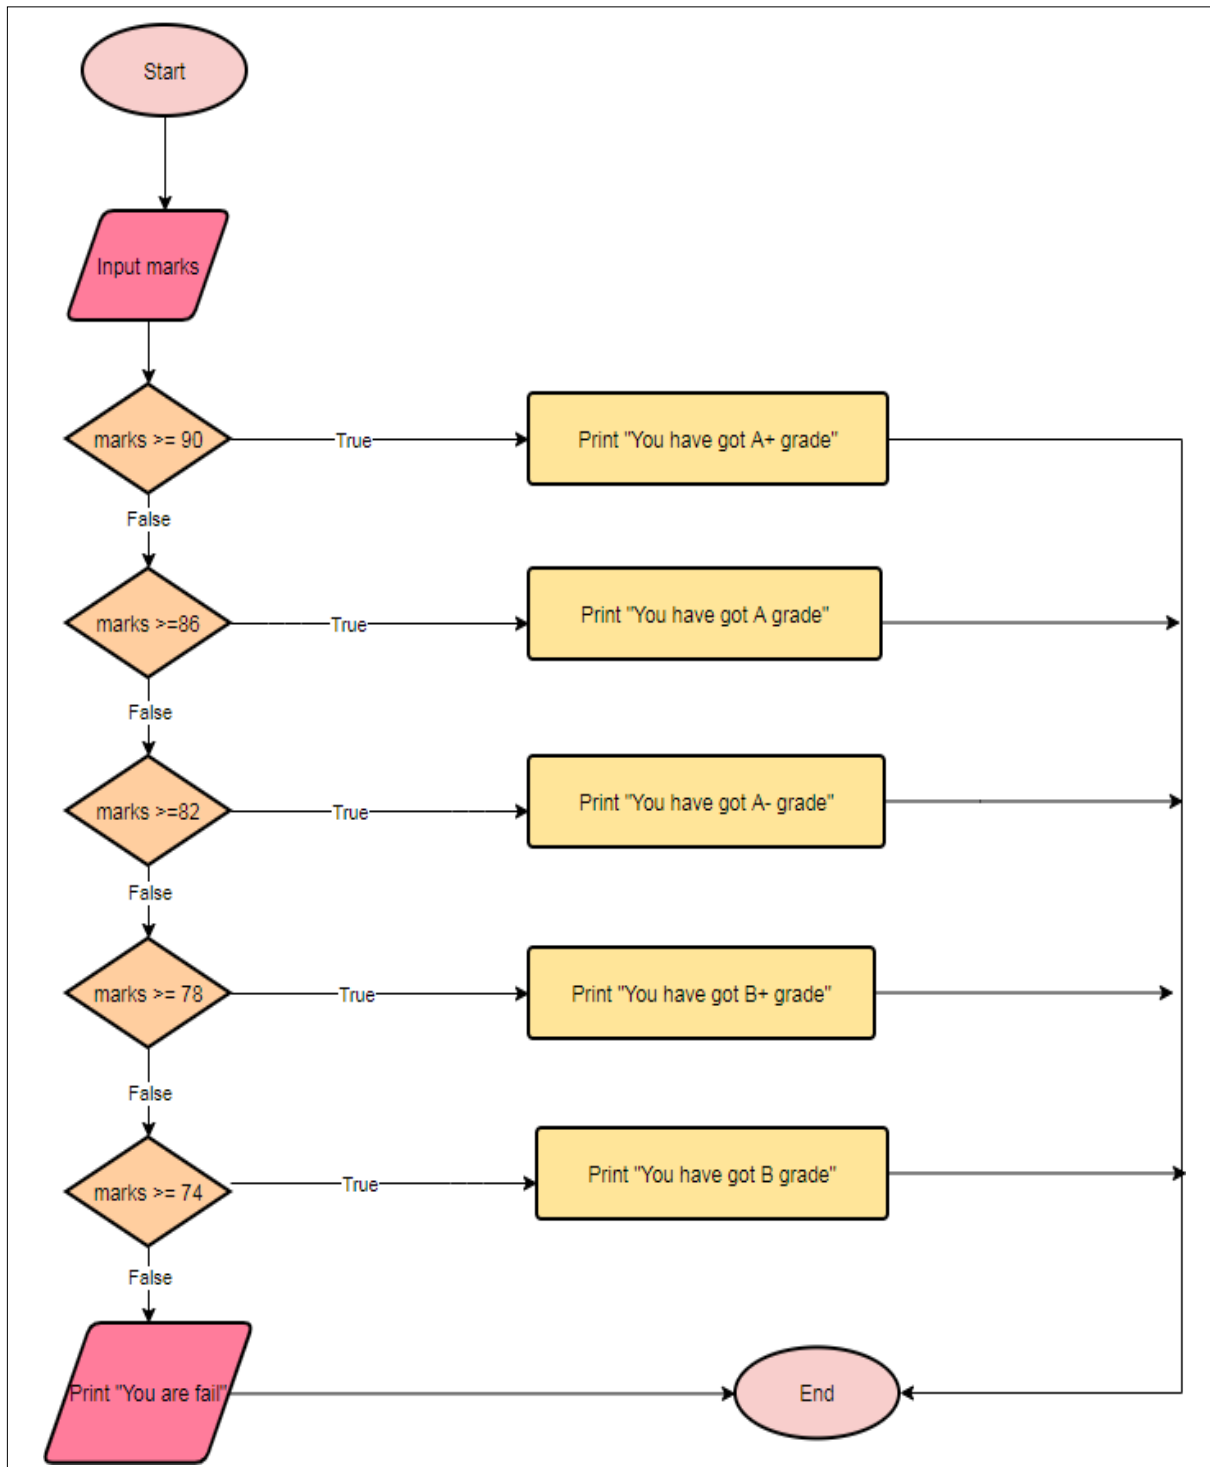 Start
Input marks
marks >= 90
True
Print "You have got A+ grade"
False
marks >=86
True
Print "You have got A grade"
False
marks >=82
True
Print "You have got A- grade"
False
marks >= 78
True
Print "You have got B+ grade"
False
marks >= 74
True
Print "You have got B grade"
False
Print "You are fail"
End